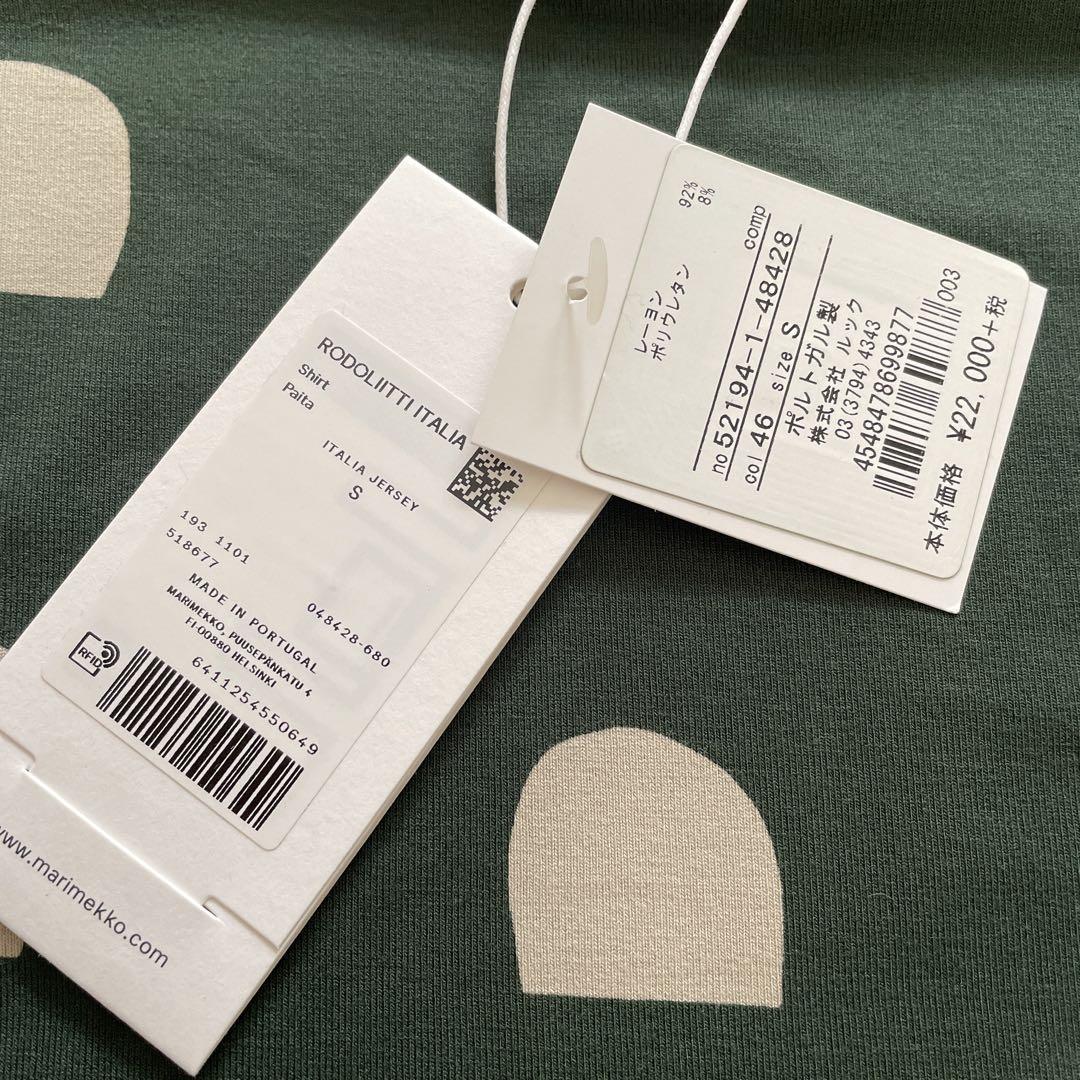 RODOLIITTI ITALIA
Shirt
Paita
ITALIA JERSEY
S
193 1101
518677
048428-680
MADE IN PORTUGAL
MARIMEKKO, PUUSEPÄNKATU 4
FI-00880 HELSINKI
RFID
6411254550649
www.marimekko.com
レーヨン 92%
ポリウレタン 8%
comp
no 52194-1-48428
col 46 size S
ポルトガル製
株式会社 ルック
03(3794)4343
4548478699877
003
本体価格 ¥22,000+税